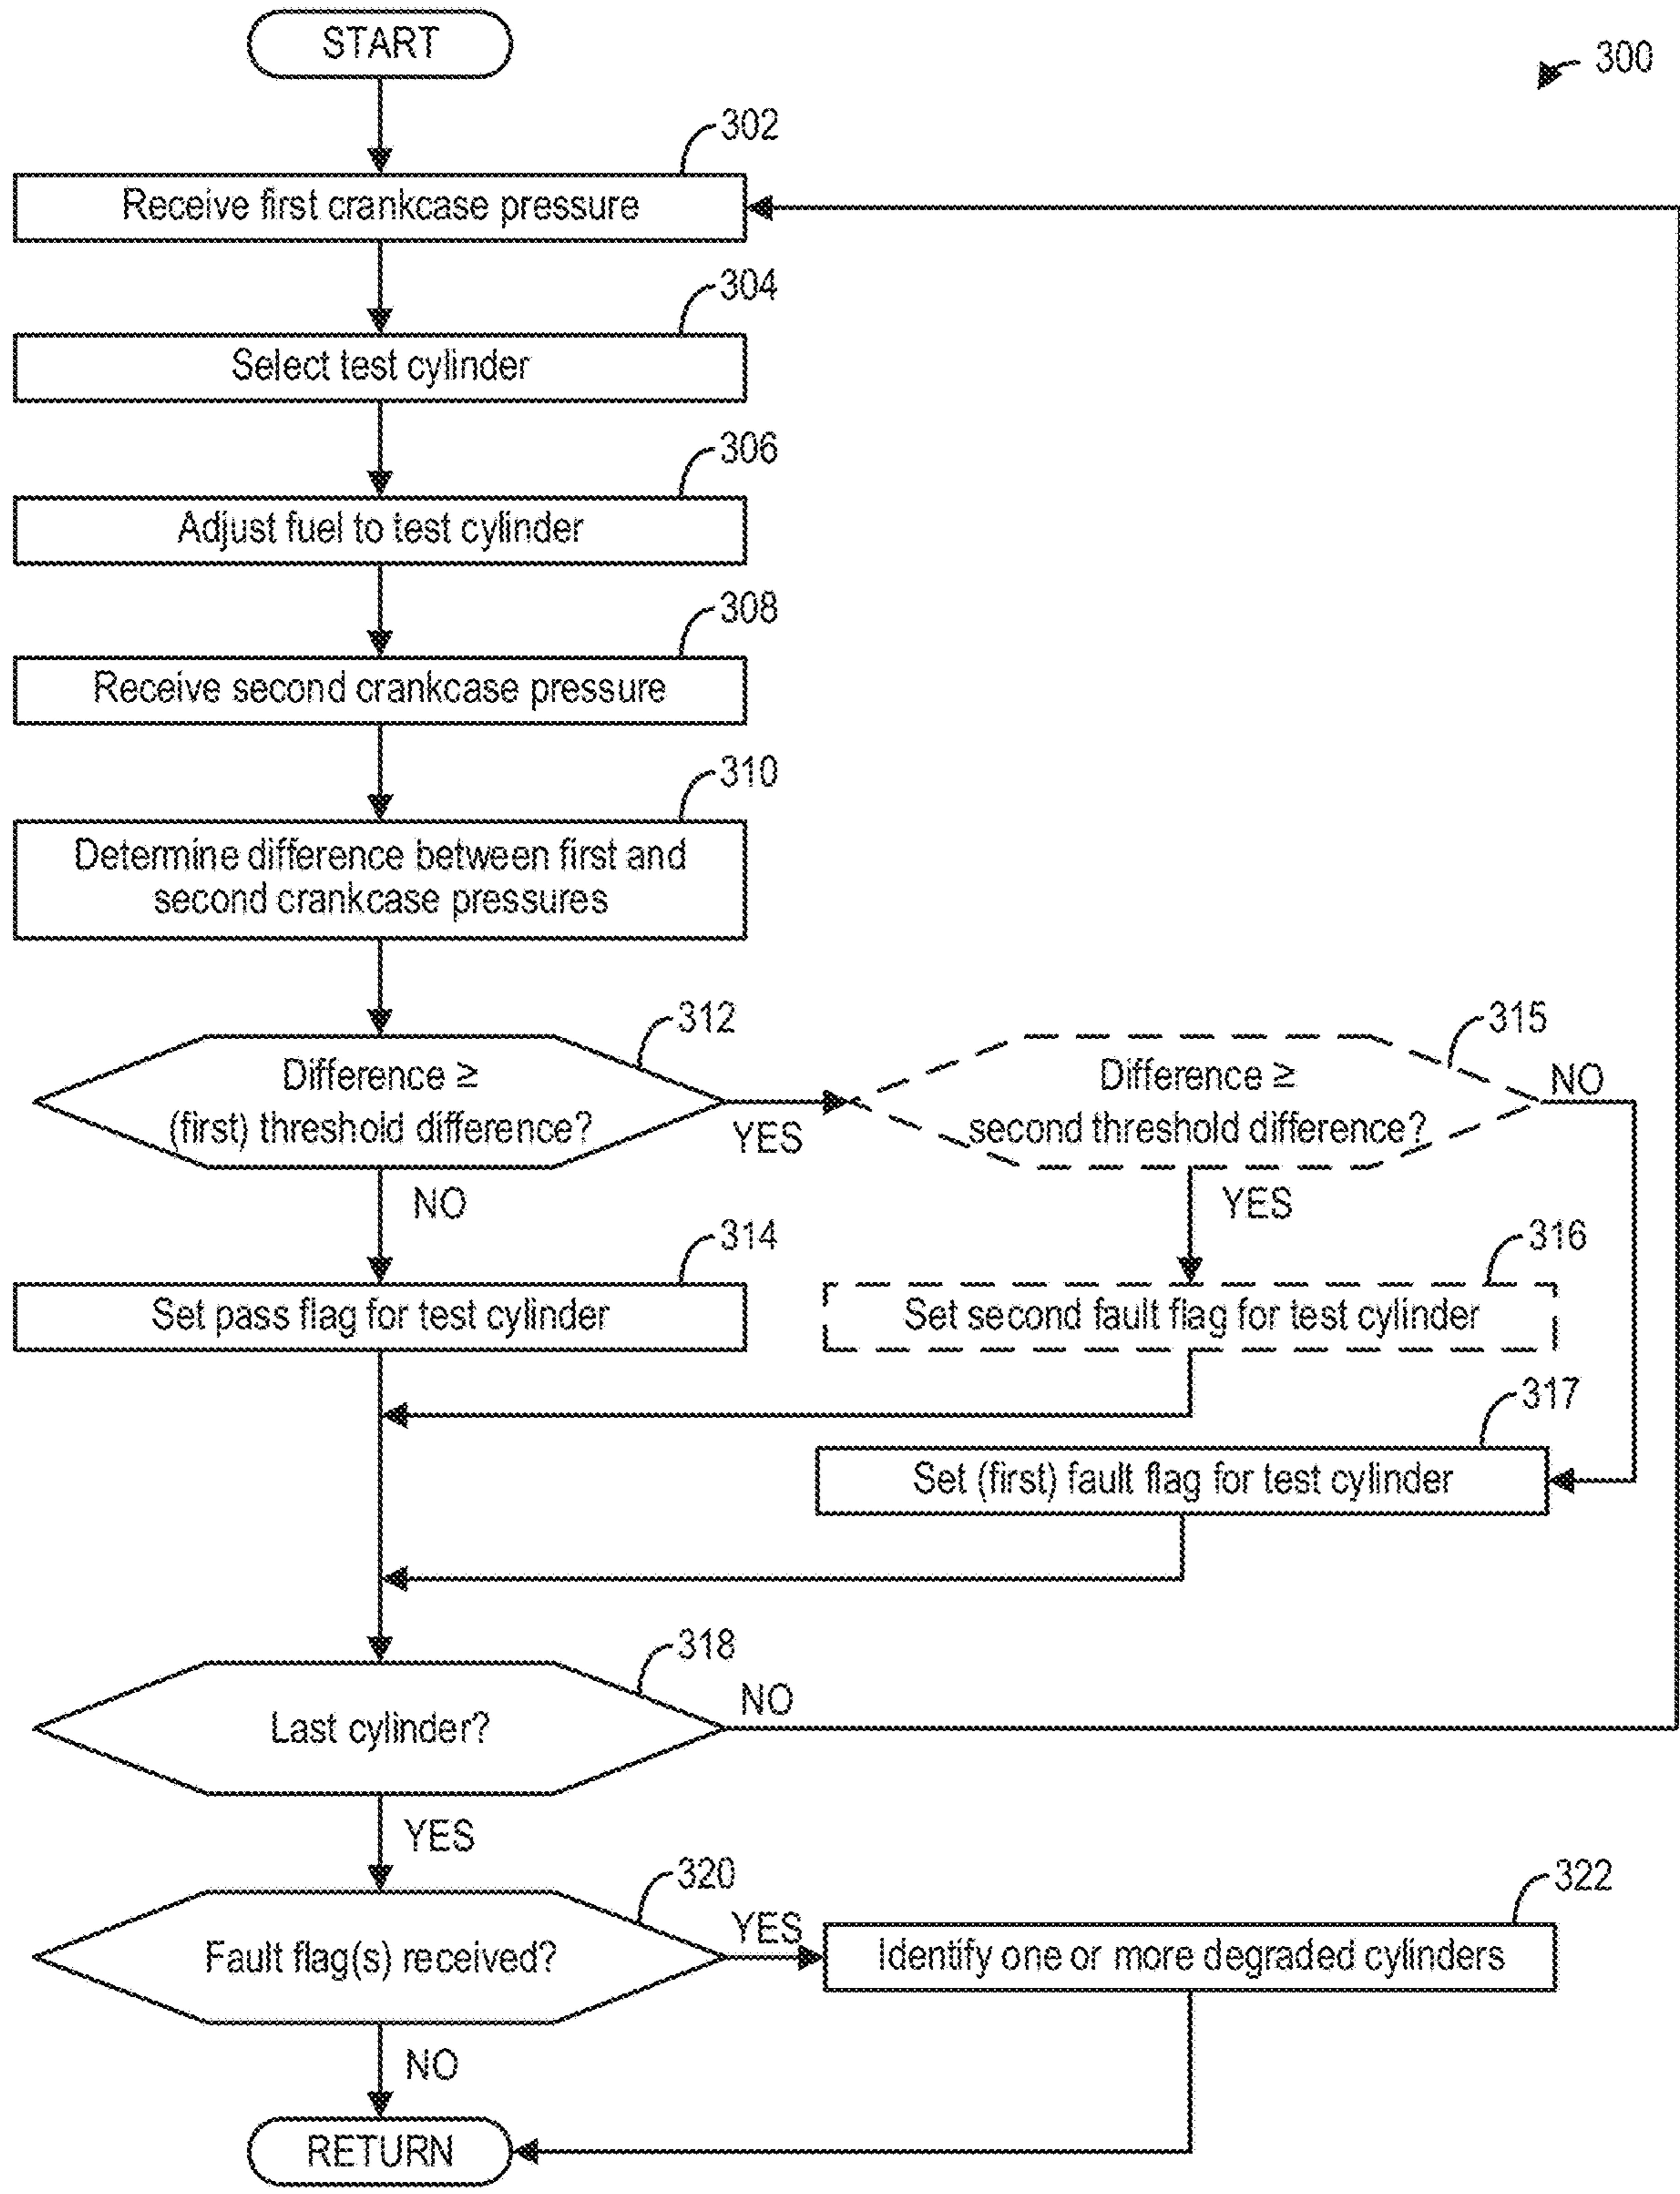 START
300
302
Receive first crankcase pressure
304
Select test cylinder
306
Adjust fuel to test cylinder
308
Receive second crankcase pressure
310
Determine difference between first and
second crankcase pressures
312
Difference ≥
(first) threshold difference?
YES
NO
315
Difference ≥
second threshold difference?
NO
YES
314
Set pass flag for test cylinder
316
Set second fault flag for test cylinder
317
Set (first) fault flag for test cylinder
318
Last cylinder?
NO
YES
320
Fault flag(s) received?
YES
322
Identify one or more degraded cylinders
NO
RETURN